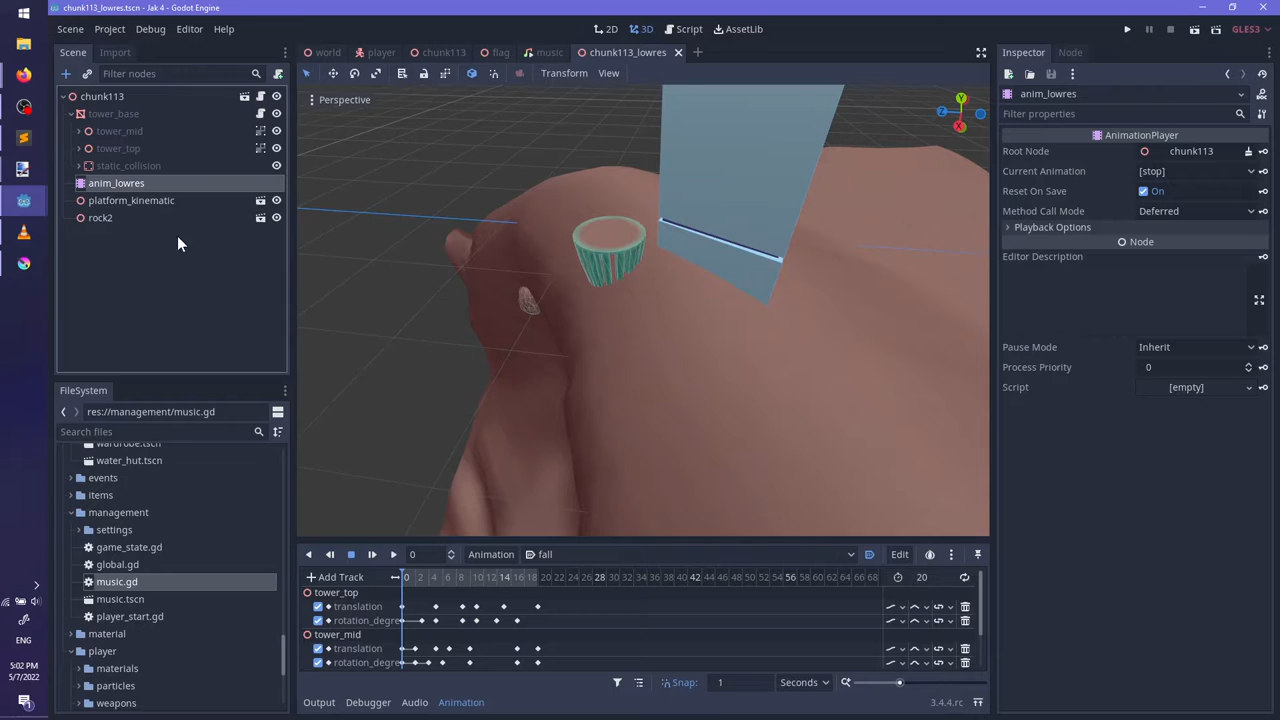 chunk113_lowres.tscn - Jak 4 - Godot Engine
Scene Project Debug Editor Help
2D 3D Script AssetLib
GLES3
Scene Import
world player chunk113 flag music chunk113_lowres
Inspector Node
Filter nodes
Transform View
anim_lowres
Perspective
Y Z X
Filter properties
chunk113
tower_base
tower_mid
tower_top
static_collision
anim_lowres
platform_kinematic
rock2
AnimationPlayer
Root Node chunk113
Current Animation [stop]
Reset On Save On
Method Call Mode Deferred
Playback Options
Node
Editor Description
Pause Mode Inherit
Process Priority 0
Script [empty]
FileSystem
res://management/music.gd
Search files
wardrobe.tscn
water_hut.tscn
events
items
management
settings
game_state.gd
global.gd
music.gd
music.tscn
player_start.gd
material
player
materials
particles
weapons
0 Animation fall Edit
Add Track 0 2 4 6 8 10 12 14 16 18 20 22 24 26 28 30 32 34 36 38 40 42 44 46 48 50 52 54 56 58 60 62 64 66 68 20
tower_top
translation
rotation_degre
tower_mid
translation
rotation_degre
Snap: 1 Seconds
Output Debugger Audio Animation
3.4.4.rc
ENG
5:02 PM
5/7/2022